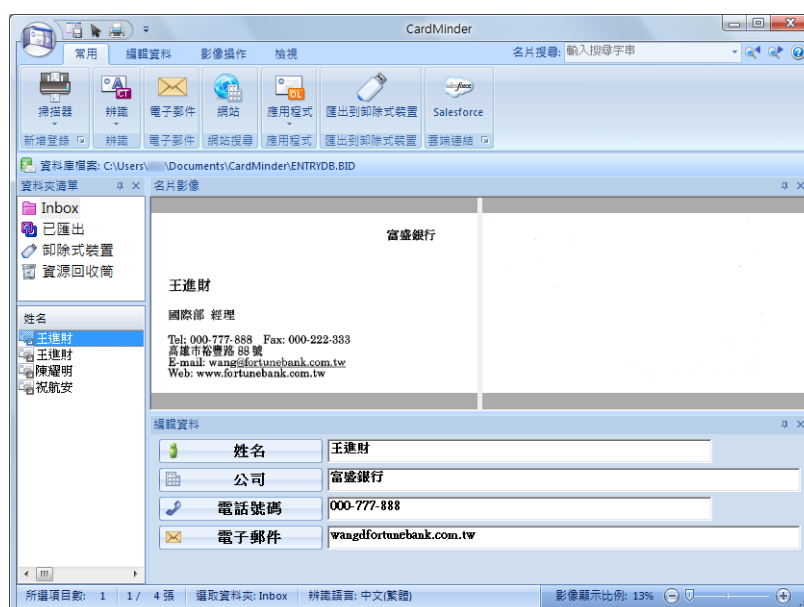 CardMinder
常用 編輯資料 影像操作 檢視 名片搜尋: 輸入搜尋字串
掃描器 辨識 電子郵件 網站 應用程式 匯出到卸除式裝置 Salesforce
新增登錄 辨識 電子郵件 網站搜尋 應用程式 匯出到卸除式裝置 雲端連結
資料庫檔案: C:\Users\ \Documents\CardMinder\ENTRYDB.BID
資料夾清單 名片影像
Inbox
已匯出
卸除式裝置
資源回收筒
姓名
王進財
王進財
陳耀明
祝航安
富盛銀行
王進財
國際部 經理
Tel: 000-777-888 Fax: 000-222-333
高雄市裕豐路 88 號
E-mail: wang@fortunebank.com.tw
Web: www.fortunebank.com.tw
編輯資料
姓名 王進財
公司 富盛銀行
電話號碼 000-777-888
電子郵件 wangdfortunebank.com.tw
所選項目數: 1 1 / 4 張 選取資料夾: Inbox 辨識語言: 中文(繁體) 影像顯示比例: 13%